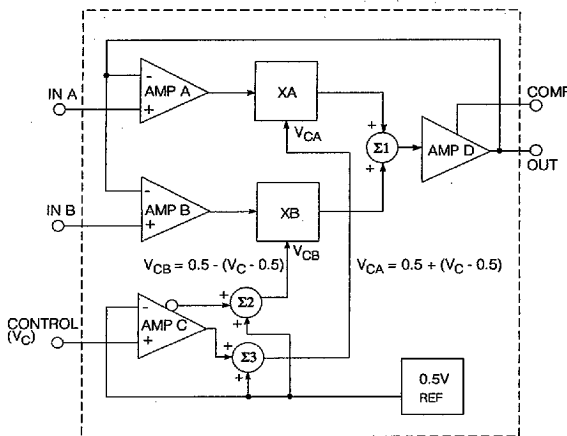 IN A
-
+
AMP A
XA
V_CA
COMP
+
Σ1
+
AMP D
OUT
IN B
-
+
AMP B
XB
V_CB
V_CB = 0.5 - (V_C - 0.5)
V_CA = 0.5 + (V_C - 0.5)
CONTROL
(V_C)
-
+
AMP C
+
Σ2
+
+
Σ3
+
0.5V
REF